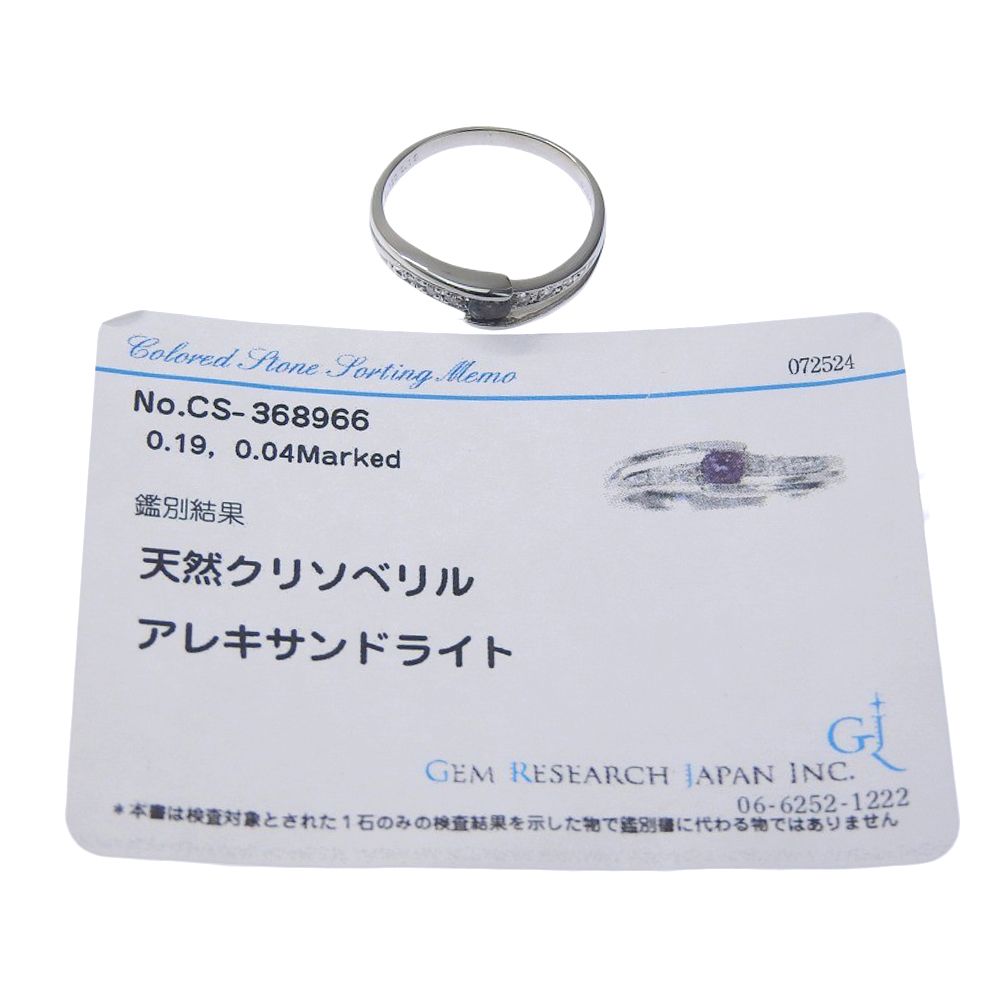 Colored Stone Sorting Memo 072524
No.CS-368966
0.19, 0.04Marked
鑑別結果
天然クリソベリル
アレキサンドライト
GJ
GEM RESEARCH JAPAN INC.
06-6252-1222
*本書は検査対象とされた1石のみの検査結果を示した物で鑑別書に代わる物ではありません